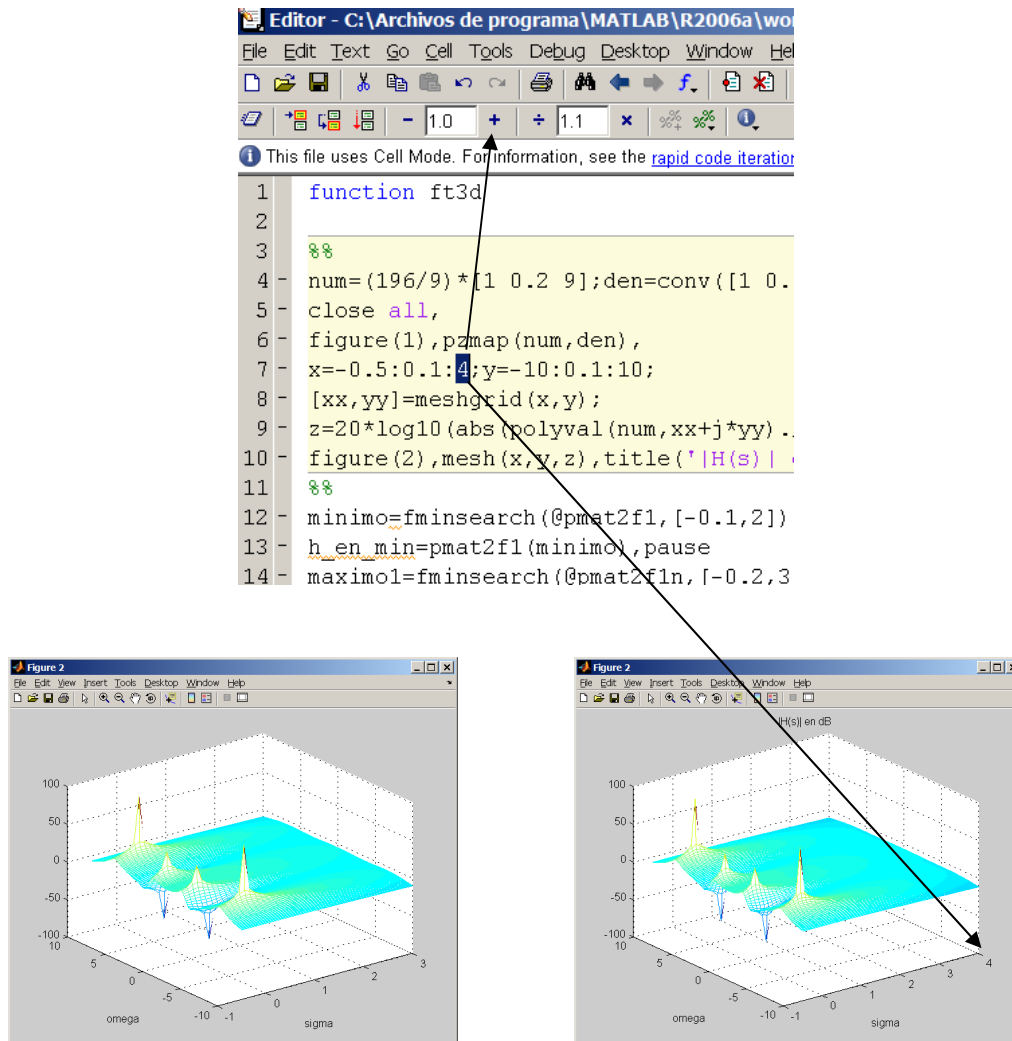 Editor - C:\Archivos de programa\MATLAB\R2006a\wo
File Edit Text Go Cell Tools Debug Desktop Window Hel
1.0 + ÷ 1.1 ×
This file uses Cell Mode. For information, see the rapid code iteration
1 function ft3d
2
3 %%
4 - num=(196/9)*[1 0.2 9];den=conv([1 0.
5 - close all,
6 - figure(1),pzmap(num,den),
7 - x=-0.5:0.1:4;y=-10:0.1:10;
8 - [xx,yy]=meshgrid(x,y);
9 - z=20*log10(abs(polyval(num,xx+j*yy).
10 - figure(2),mesh(x,y,z),title('|H(s)|
11 %%
12 - minimo=fminsearch(@pmat2f1,[-0.1,2])
13 - h_en_min=pmat2f1(minimo),pause
14 - maximo1=fminsearch(@pmat2f1n,[-0.2,3
Figure 2
File Edit View Insert Tools Desktop Window Help
100
50
0
-50
-100
10
5
0
-5
-10
-1
0
1
2
3
omega
sigma
Figure 2
File Edit View Insert Tools Desktop Window Help
|H(s)| en dB
100
50
0
-50
-100
10
5
0
-5
-10
-1
0
1
2
3
4
omega
sigma